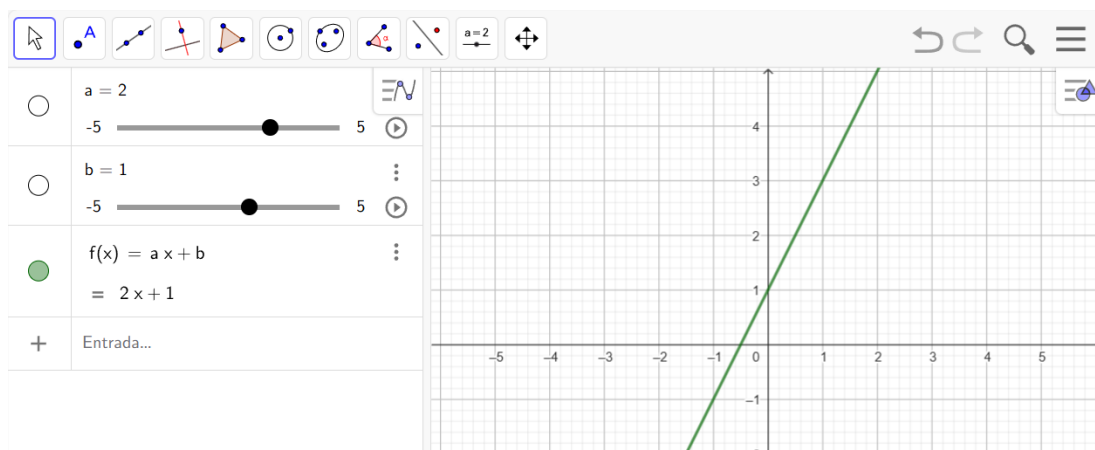 A
α
a = 2
a = 2
-5 5
b = 1
-5 5
f(x) = a x + b
= 2 x + 1
+ Entrada...
4
3
2
1
–5 –4 –3 –2 –1 0 1 2 3 4 5
–1